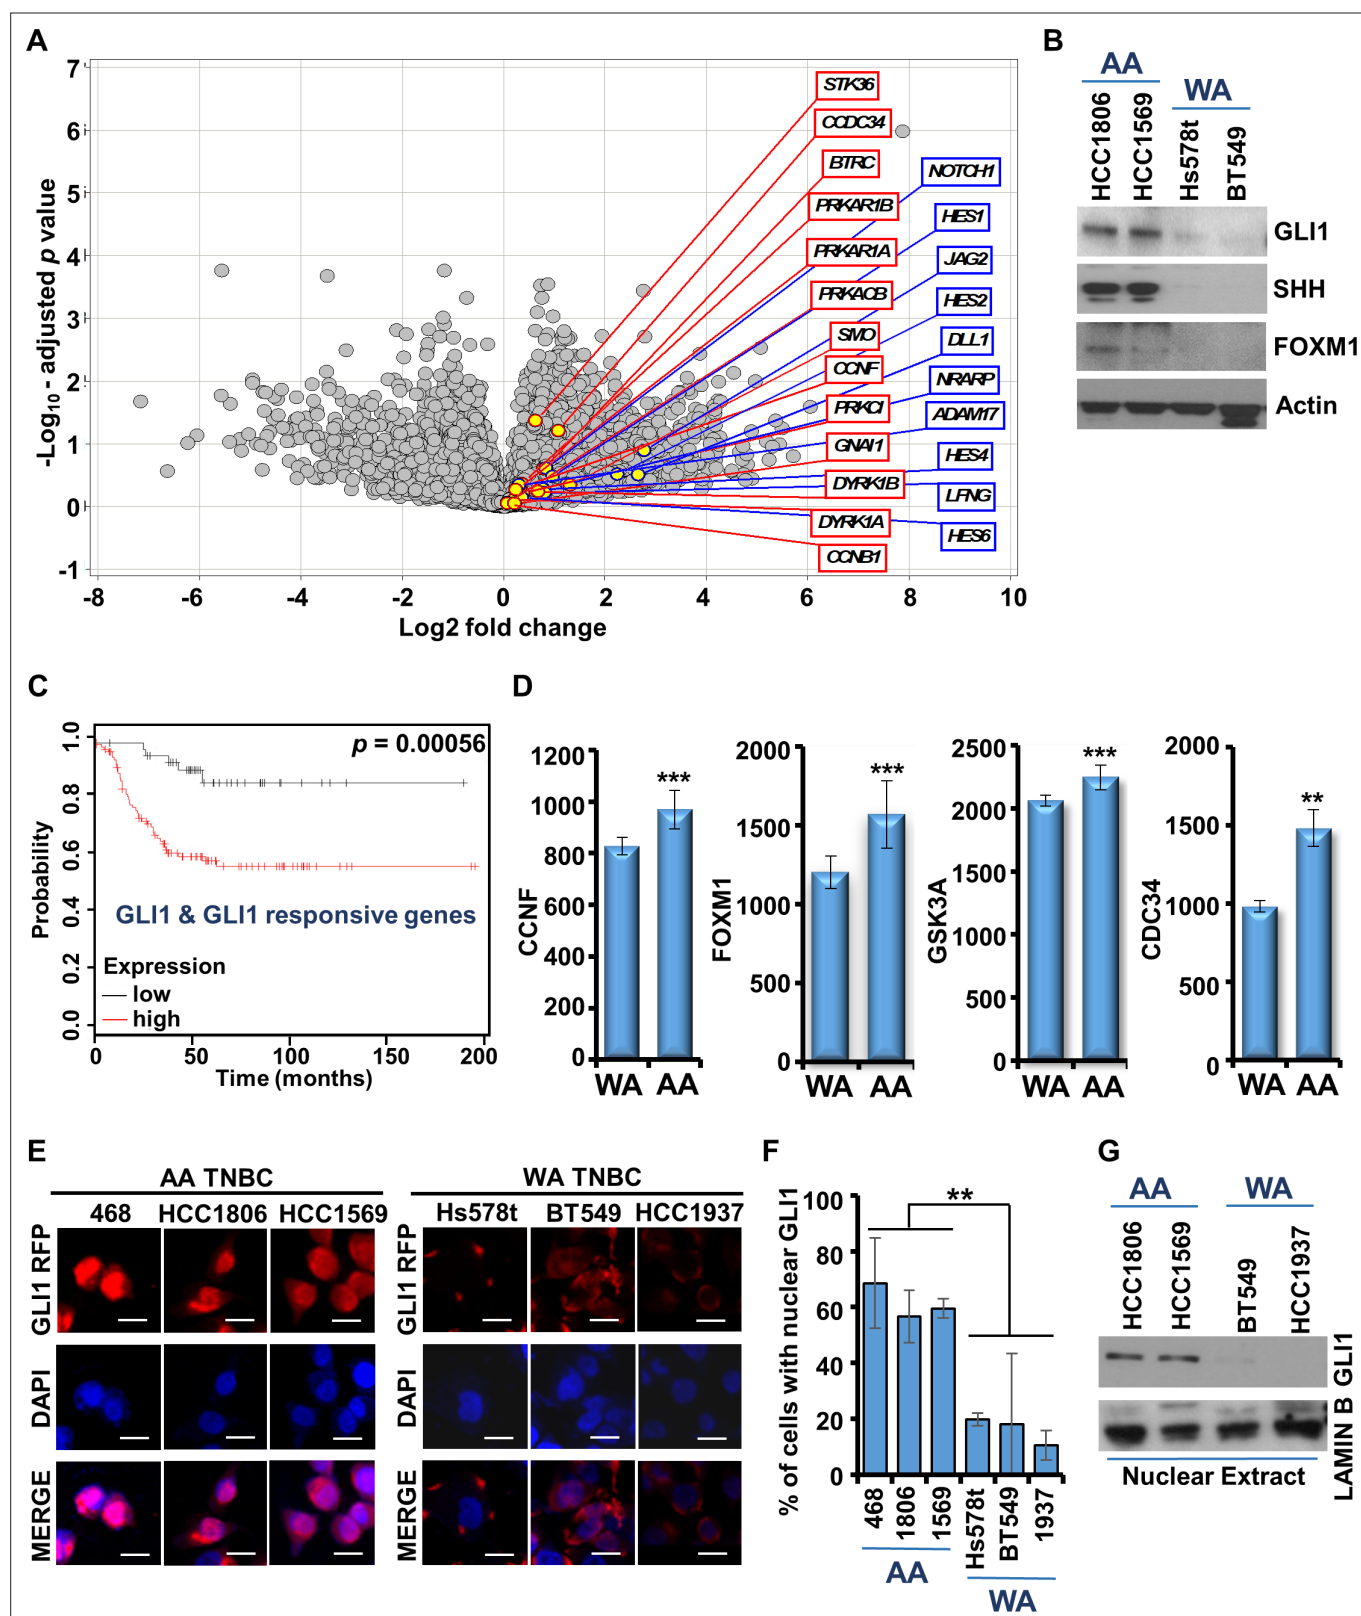 A
7
6
5
4
3
2
1
0
-1
-Log10 - adjusted p value
-8 -6 -4 -2 0 2 4 6 8 10
Log2 fold change
STK36
CCDC34
BTRC
PRKAR1B
PRKAR1A
PRKACB
SMO
CCNF
PRKCI
GNAI1
DYRK1B
DYRK1A
CCNB1
NOTCH1
HES1
JAG2
HES2
DLL1
NRARP
ADAM17
HES4
LFNG
HES6
B
AA WA
HCC1806 HCC1569 Hs578t BT549
GLI1
SHH
FOXM1
Actin
C
p = 0.00056
Probability
1.0
0.8
0.6
0.4
0.2
0.0
GLI1 & GLI1 responsive genes
Expression
low
high
0 50 100 150 200
Time (months)
D
CCNF
1200
1000
800
600
400
200
0
***
WA AA
FOXM1
2000
1500
1000
500
0
***
WA AA
GSK3A
2500
2000
1500
1000
500
0
***
WA AA
CDC34
2000
1500
1000
500
0
**
WA AA
E
AA TNBC WA TNBC
468 HCC1806 HCC1569 Hs578t BT549 HCC1937
GLI1 RFP GLI1 RFP
DAPI DAPI
MERGE MERGE
F
% of cells with nuclear GLI1
100
80
60
40
20
0
**
468 1806 1569 Hs578t BT549 1937
AA WA
G
AA WA
HCC1806 HCC1569 BT549 HCC1937
GLI1
LAMIN B
Nuclear Extract